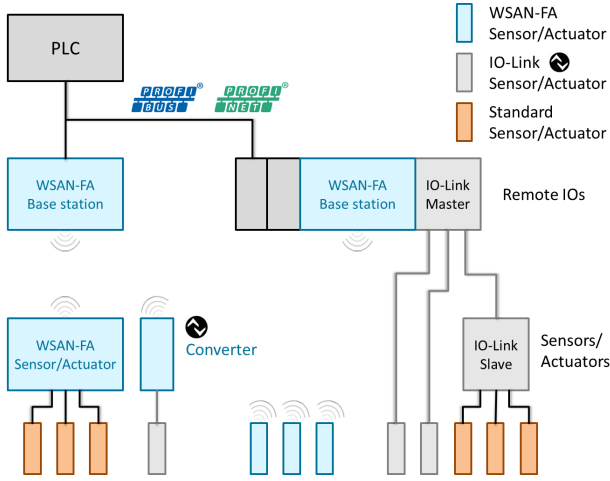 PLC
PROFI
BUS
®
PROFI
NET
®
WSAN-FA
Sensor/Actuator
IO-Link
Sensor/Actuator
Standard
Sensor/Actuator
WSAN-FA
Base station
WSAN-FA
Base station
IO-Link
Master
Remote IOs
WSAN-FA
Sensor/Actuator
Converter
IO-Link
Slave
Sensors/
Actuators